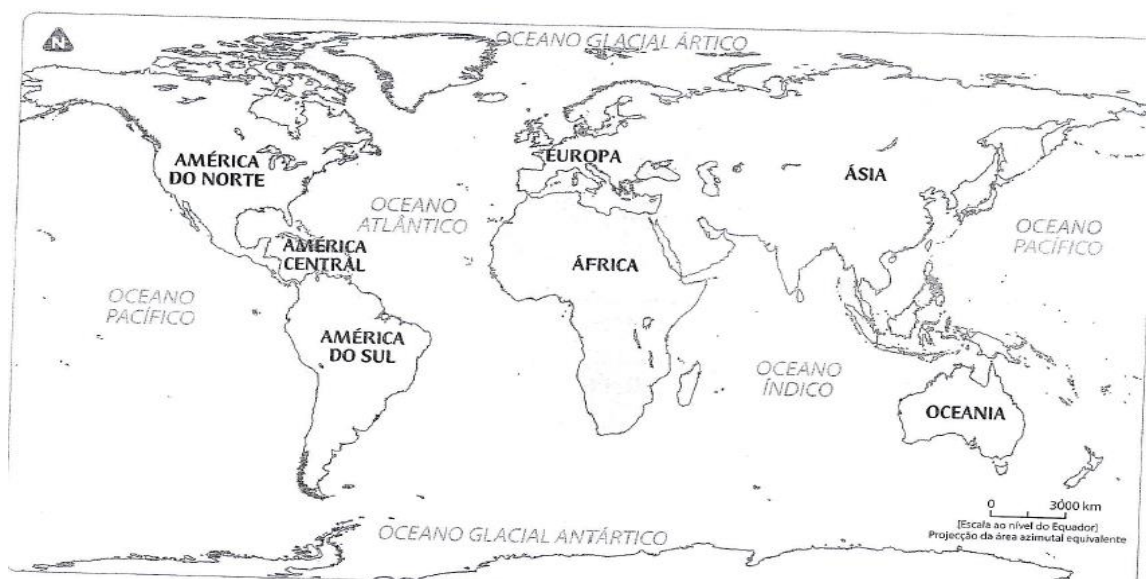 N
OCEANO GLACIAL ÁRTICO
AMÉRICA
DO NORTE
EUROPA
ÁSIA
OCEANO
ATLÂNTICO
OCEANO
PACÍFICO
AMÉRICA
CENTRAL
ÁFRICA
OCEANO
PACÍFICO
AMÉRICA
DO SUL
OCEANO
ÍNDICO
OCEANIA
0 3000 km
[Escala ao nível do Equador]
Projecção da área azimutal equivalente
OCEANO GLACIAL ANTÁRTICO